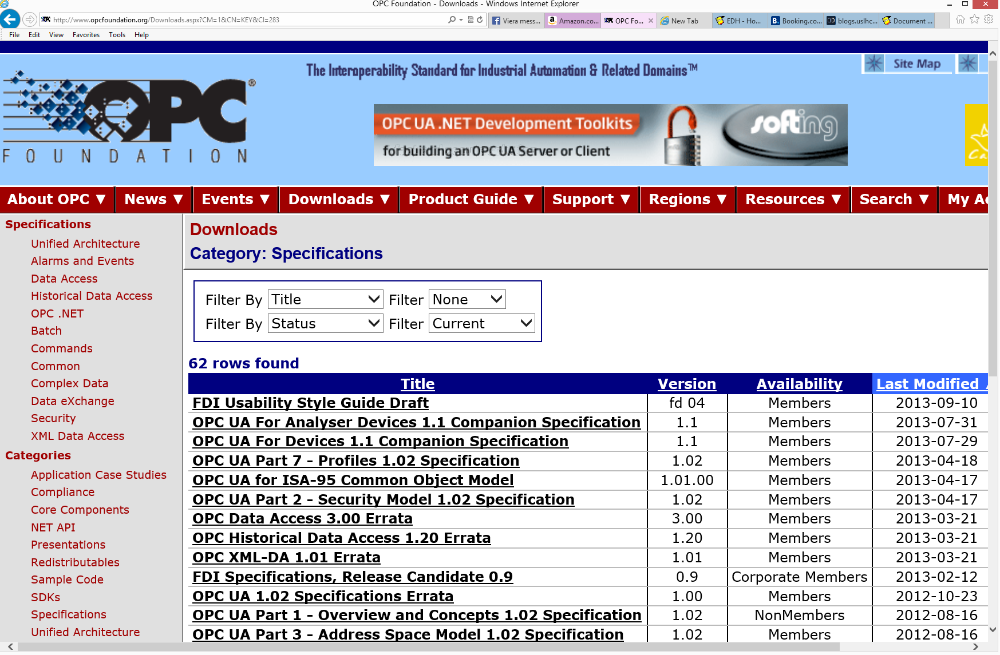 OPC Foundation - Downloads - Windows Internet Explorer
http://www.opcfoundation.org/Downloads.aspx?CM=1&CN=KEY&CI=283
Viera mess...
Amazon.co...
OPC Fo...
New Tab
EDH - Ho...
Booking.co...
blogs.uslhc...
Document ...
File Edit View Favorites Tools Help
The Interoperability Standard for Industrial Automation & Related Domains™
Site Map
OPC®
FOUNDATION
OPC UA .NET Development Toolkits
for building an OPC UA Server or Client
softing
About OPC ▼ News ▼ Events ▼ Downloads ▼ Product Guide ▼ Support ▼ Regions ▼ Resources ▼ Search ▼ My
Specifications
Unified Architecture
Alarms and Events
Data Access
Historical Data Access
OPC .NET
Batch
Commands
Common
Complex Data
Data eXchange
Security
XML Data Access
Categories
Application Case Studies
Compliance
Core Components
NET API
Presentations
Redistributables
Sample Code
SDKs
Specifications
Unified Architecture
Downloads
Category: Specifications
Filter By Title Filter None
Filter By Status Filter Current
62 rows found
Title Version Availability Last Modified
FDI Usability Style Guide Draft fd 04 Members 2013-09-10
OPC UA For Analyser Devices 1.1 Companion Specification 1.1 Members 2013-07-31
OPC UA For Devices 1.1 Companion Specification 1.1 Members 2013-07-29
OPC UA Part 7 - Profiles 1.02 Specification 1.02 Members 2013-04-18
OPC UA for ISA-95 Common Object Model 1.01.00 Members 2013-04-17
OPC UA Part 2 - Security Model 1.02 Specification 1.02 Members 2013-04-17
OPC Data Access 3.00 Errata 3.00 Members 2013-03-21
OPC Historical Data Access 1.20 Errata 1.20 Members 2013-03-21
OPC XML-DA 1.01 Errata 1.01 Members 2013-03-21
FDI Specifications, Release Candidate 0.9 0.9 Corporate Members 2013-02-12
OPC UA 1.02 Specifications Errata 1.00 Members 2012-10-23
OPC UA Part 1 - Overview and Concepts 1.02 Specification 1.02 NonMembers 2012-08-16
OPC UA Part 3 - Address Space Model 1.02 Specification 1.02 Members 2012-08-16